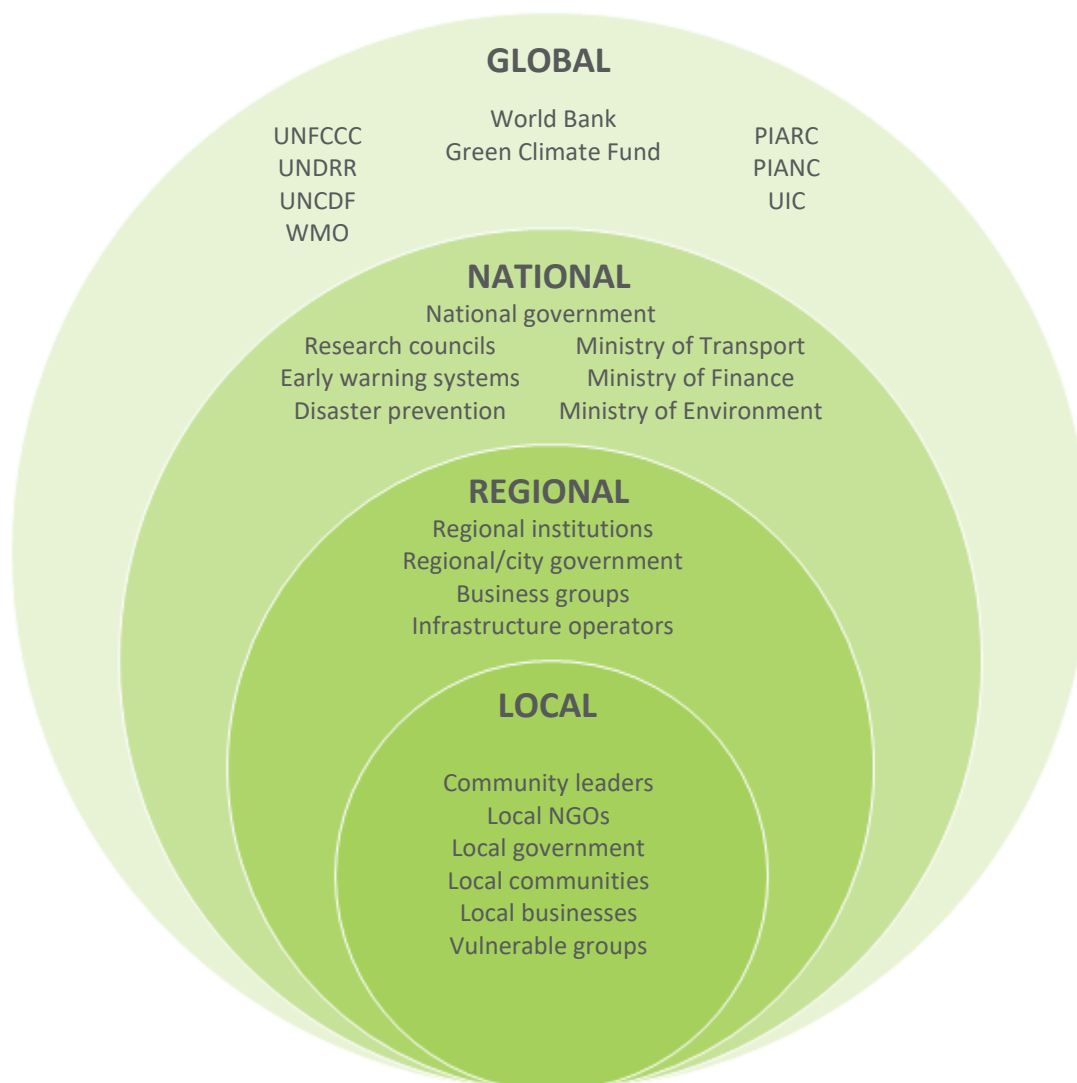 GLOBAL
World Bank
Green Climate Fund
UNFCCC
UNDRR
UNCDF
WMO
PIARC
PIANC
UIC
NATIONAL
National government
Research councils
Early warning systems
Disaster prevention
Ministry of Transport
Ministry of Finance
Ministry of Environment
REGIONAL
Regional institutions
Regional/city government
Business groups
Infrastructure operators
LOCAL
Community leaders
Local NGOs
Local government
Local communities
Local businesses
Vulnerable groups